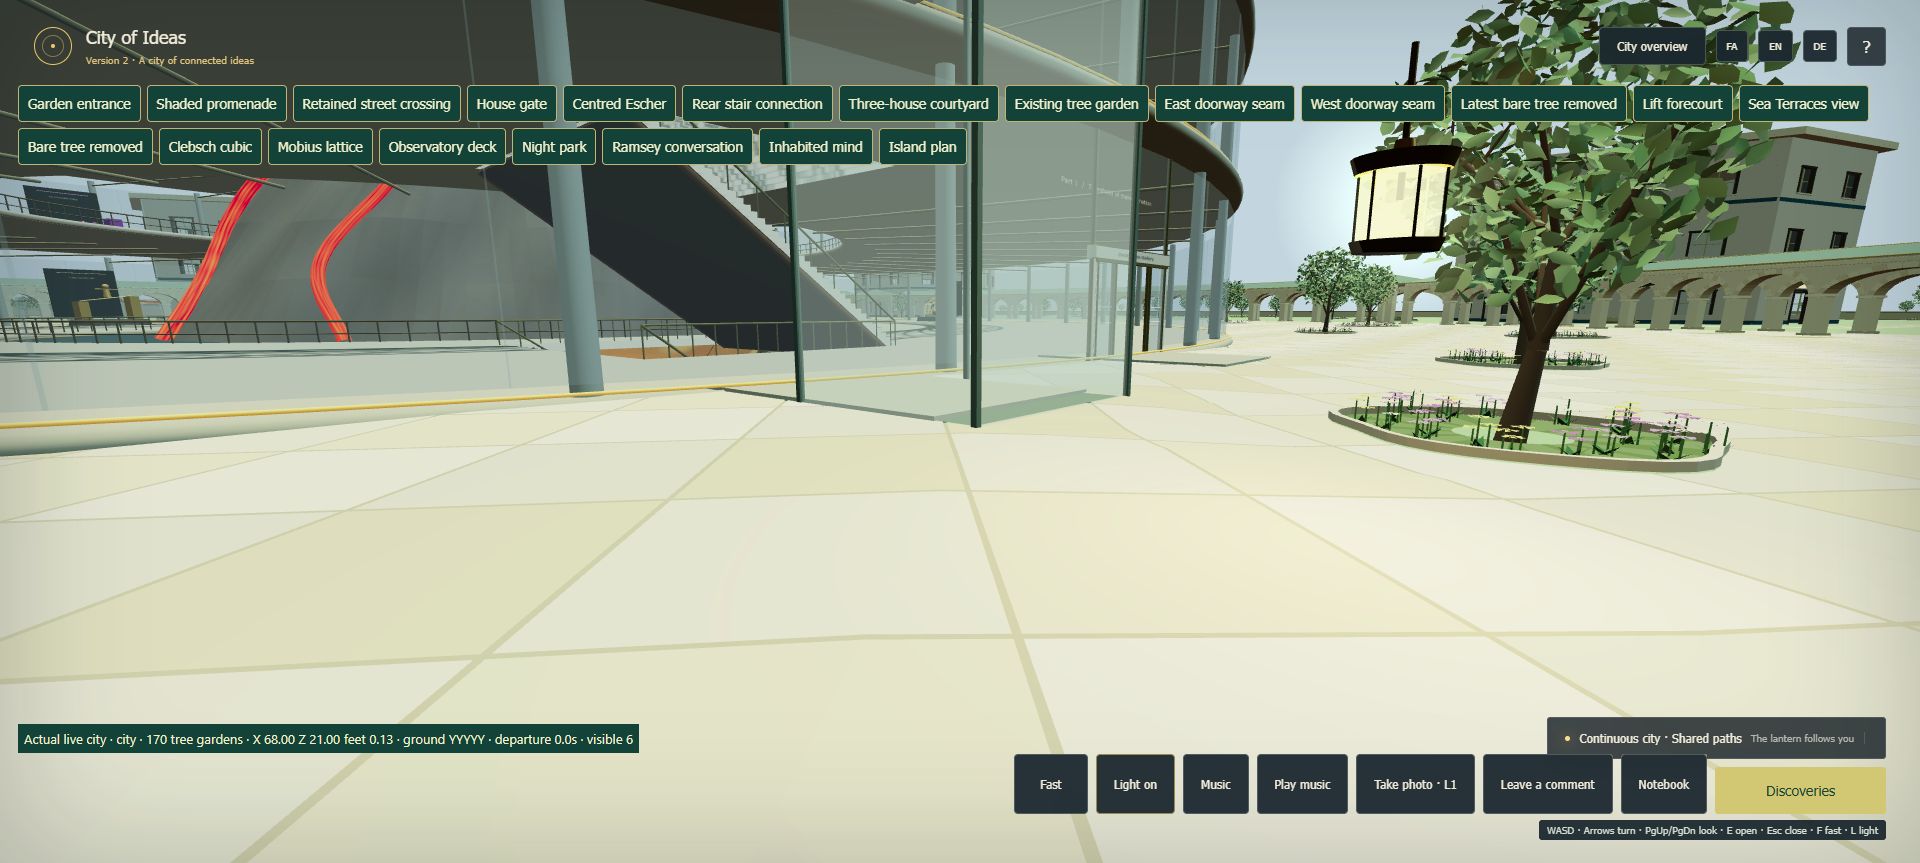 City of Ideas
Version 2 · A city of connected ideas
City overview
FA
EN
DE
?
Garden entrance
Shaded promenade
Retained street crossing
House gate
Centred Escher
Rear stair connection
Three-house courtyard
Existing tree garden
East doorway seam
West doorway seam
Latest bare tree removed
Lift forecourt
Sea Terraces view
Bare tree removed
Clebsch cubic
Mobius lattice
Observatory deck
Night park
Ramsey conversation
Inhabited mind
Island plan
Actual live city · city · 170 tree gardens · X 68.00 Z 21.00 feet 0.13 · ground YYYYY · departure 0.0s · visible 6
Continuous city · Shared paths The lantern follows you
Fast
Light on
Music
Play music
Take photo · L1
Leave a comment
Notebook
Discoveries
WASD · Arrows turn · PgUp/PgDn look · E open · Esc close · F fast · L light